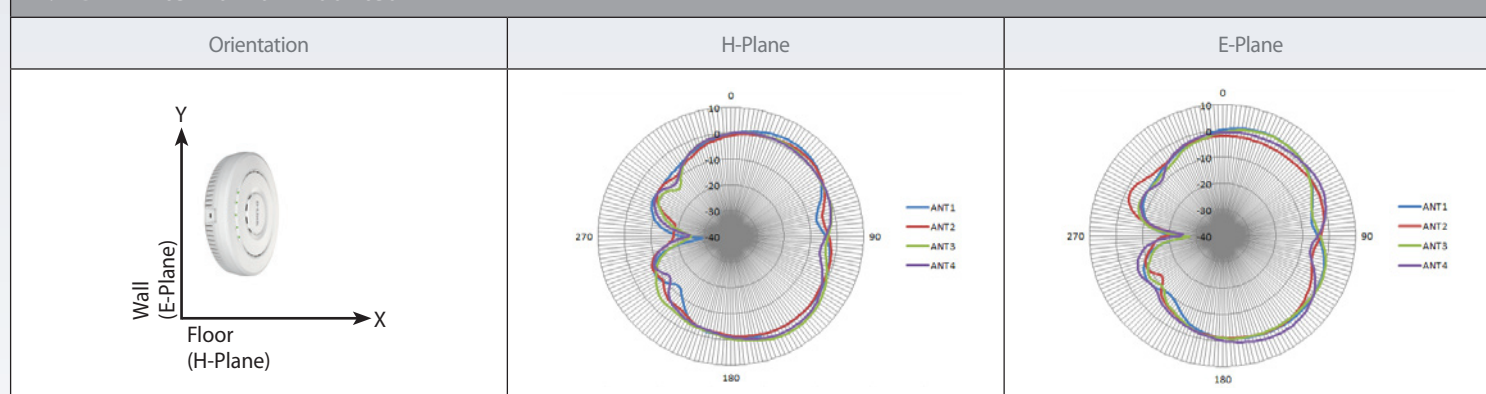 Orientation
H-Plane
E-Plane
Y
Wall
(E-Plane)
X
Floor
(H-Plane)
0
10
0
-10
-20
-30
-40
270
90
180
ANT1
ANT2
ANT3
ANT4
0
10
0
-10
-20
-30
-40
270
90
180
ANT1
ANT2
ANT3
ANT4